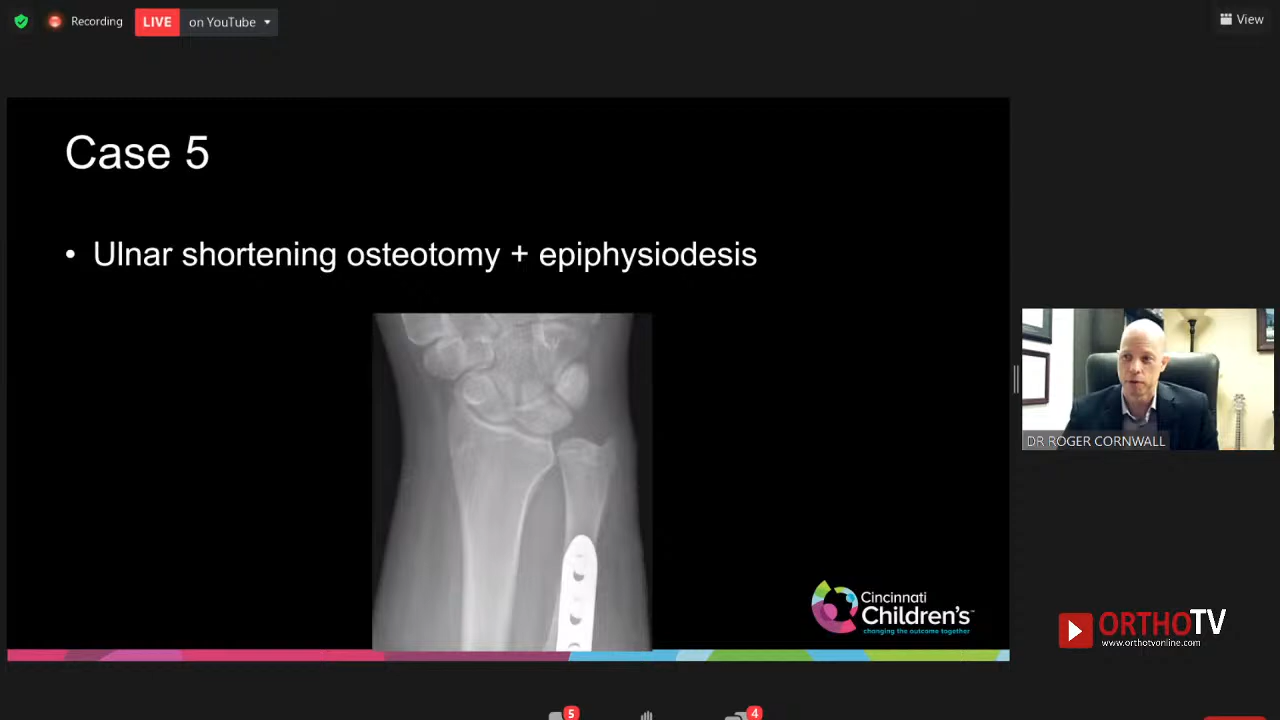 Recording
LIVE on YouTube
View
Case 5
• Ulnar shortening osteotomy + epiphysiodesis
DR ROGER CORNWALL
Cincinnati
Children's™
changing the outcome together
ORTHOTV
www.orthotvonline.com
5
4